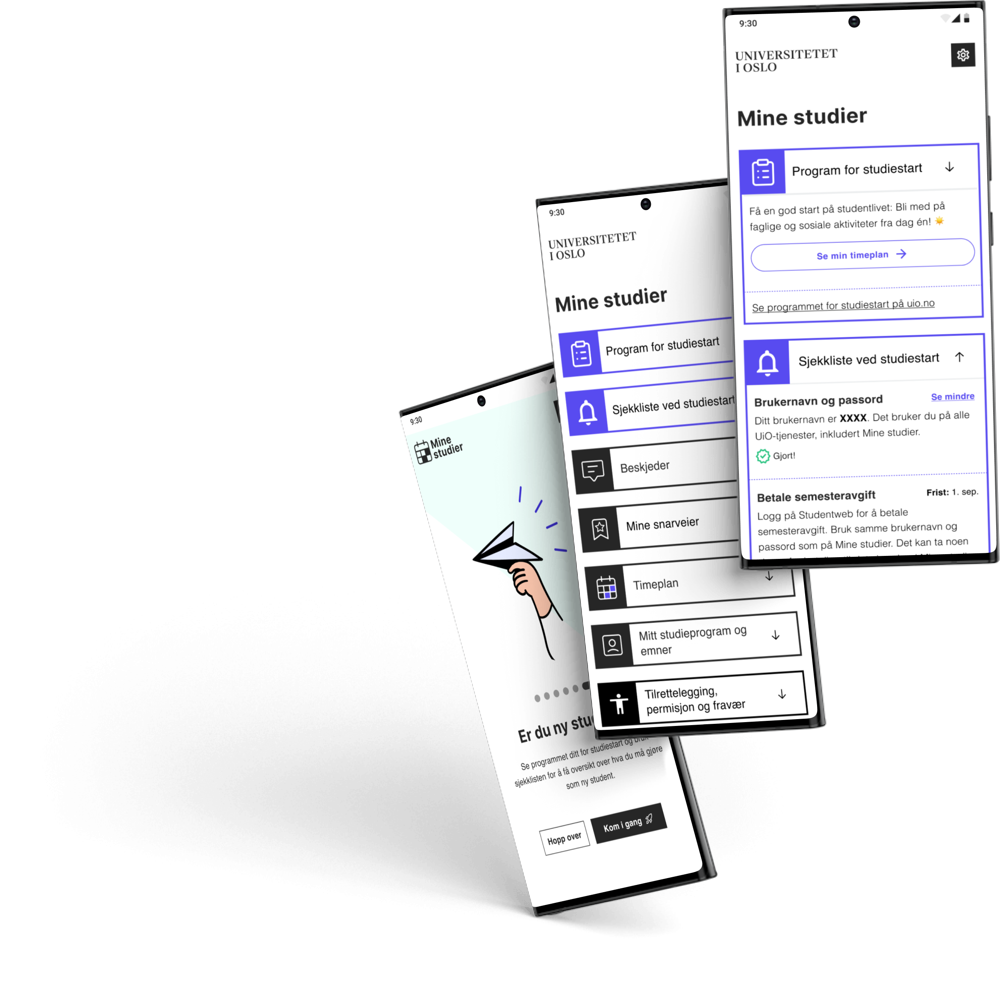 9:30
Mine
studier
Er du ny
Se programmet ditt for studiestart og bruk
sjekklisten for å få oversikt over hva du må gjøre
som ny student.
Hopp over
Kom i gang
9:30
UNIVERSITETET
I OSLO
Mine studier
Program for studiestart
Sjekkliste ved studiestart
Beskjeder
Mine snarveier
Timeplan
Mitt studieprogram og
emner
Tilrettelegging,
permisjon og fravær
9:30
UNIVERSITETET
I OSLO
Mine studier
Program for studiestart
Få en god start på studentlivet: Bli med på
faglige og sosiale aktiviteter fra dag én! ☀️
Se min timeplan →
Se programmet for studiestart på uio.no
Sjekkliste ved studiestart
Brukernavn og passord Se mindre
Ditt brukernavn er XXXX. Det bruker du på alle
UiO-tjenester, inkludert Mine studier.
Gjort!
Betale semesteravgift Frist: 1. sep.
Logg på Studentweb for å betale
semesteravgift. Bruk samme brukernavn og
passord som på Mine studier. Det kan ta noen